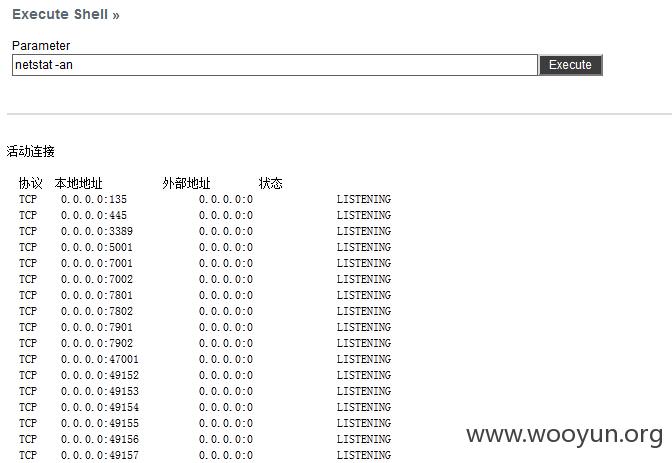 Execute Shell »
Parameter
netstat -an
Execute
活动连接
协议 本地地址 外部地址 状态
TCP 0.0.0.0:135 0.0.0.0:0 LISTENING
TCP 0.0.0.0:445 0.0.0.0:0 LISTENING
TCP 0.0.0.0:3389 0.0.0.0:0 LISTENING
TCP 0.0.0.0:5001 0.0.0.0:0 LISTENING
TCP 0.0.0.0:7001 0.0.0.0:0 LISTENING
TCP 0.0.0.0:7002 0.0.0.0:0 LISTENING
TCP 0.0.0.0:7801 0.0.0.0:0 LISTENING
TCP 0.0.0.0:7802 0.0.0.0:0 LISTENING
TCP 0.0.0.0:7901 0.0.0.0:0 LISTENING
TCP 0.0.0.0:7902 0.0.0.0:0 LISTENING
TCP 0.0.0.0:47001 0.0.0.0:0 LISTENING
TCP 0.0.0.0:49152 0.0.0.0:0 LISTENING
TCP 0.0.0.0:49153 0.0.0.0:0 LISTENING
TCP 0.0.0.0:49154 0.0.0.0:0 LISTENING
TCP 0.0.0.0:49155 0.0.0.0:0 LISTENING
TCP 0.0.0.0:49156 0.0.0.0:0 LISTENING
TCP 0.0.0.0:49157 0.0.0.0:0 LISTENING
www.wooyun.org